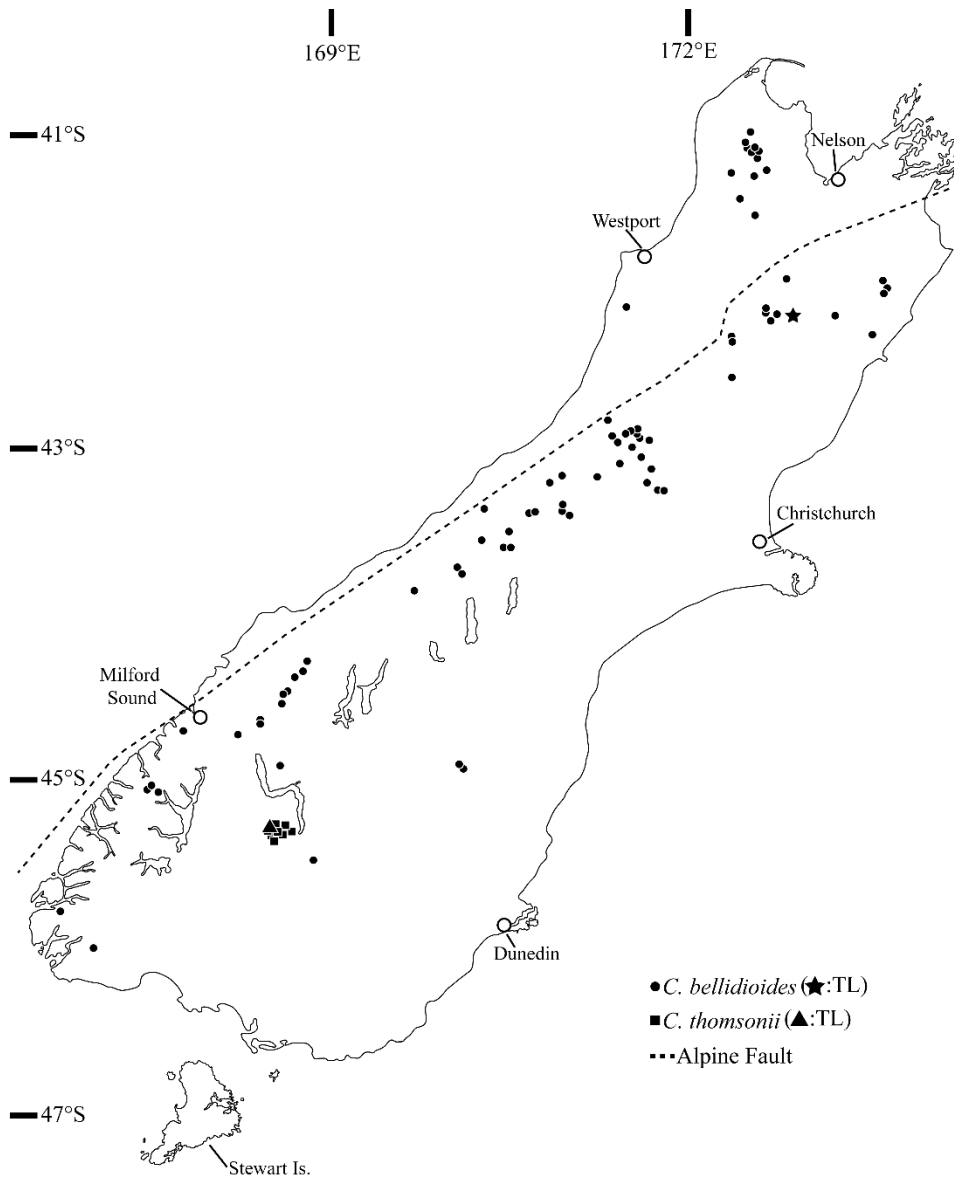 169°E
172°E
41°S
Nelson
Westport
43°S
Christchurch
Milford
Sound
45°S
Dunedin
C. bellidioides (★:TL)
C. thomsonii (▲:TL)
Alpine Fault
47°S
Stewart Is.